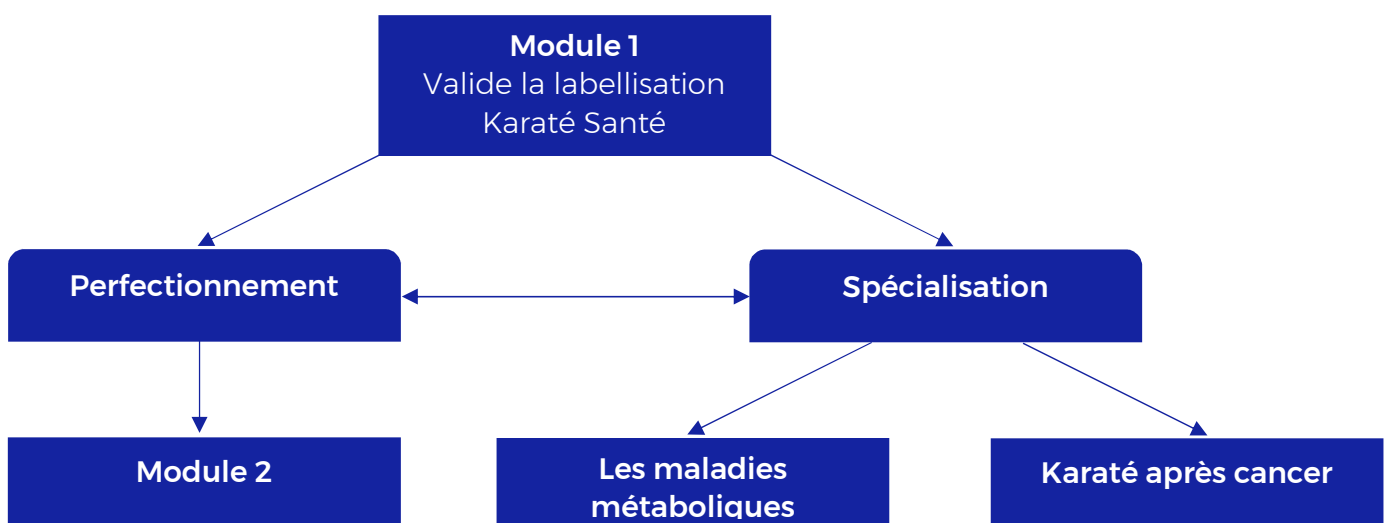 Module 1
Valide la labellisation
Karaté Santé
Perfectionnement
Spécialisation
Module 2
Les maladies
métaboliques
Karaté après cancer